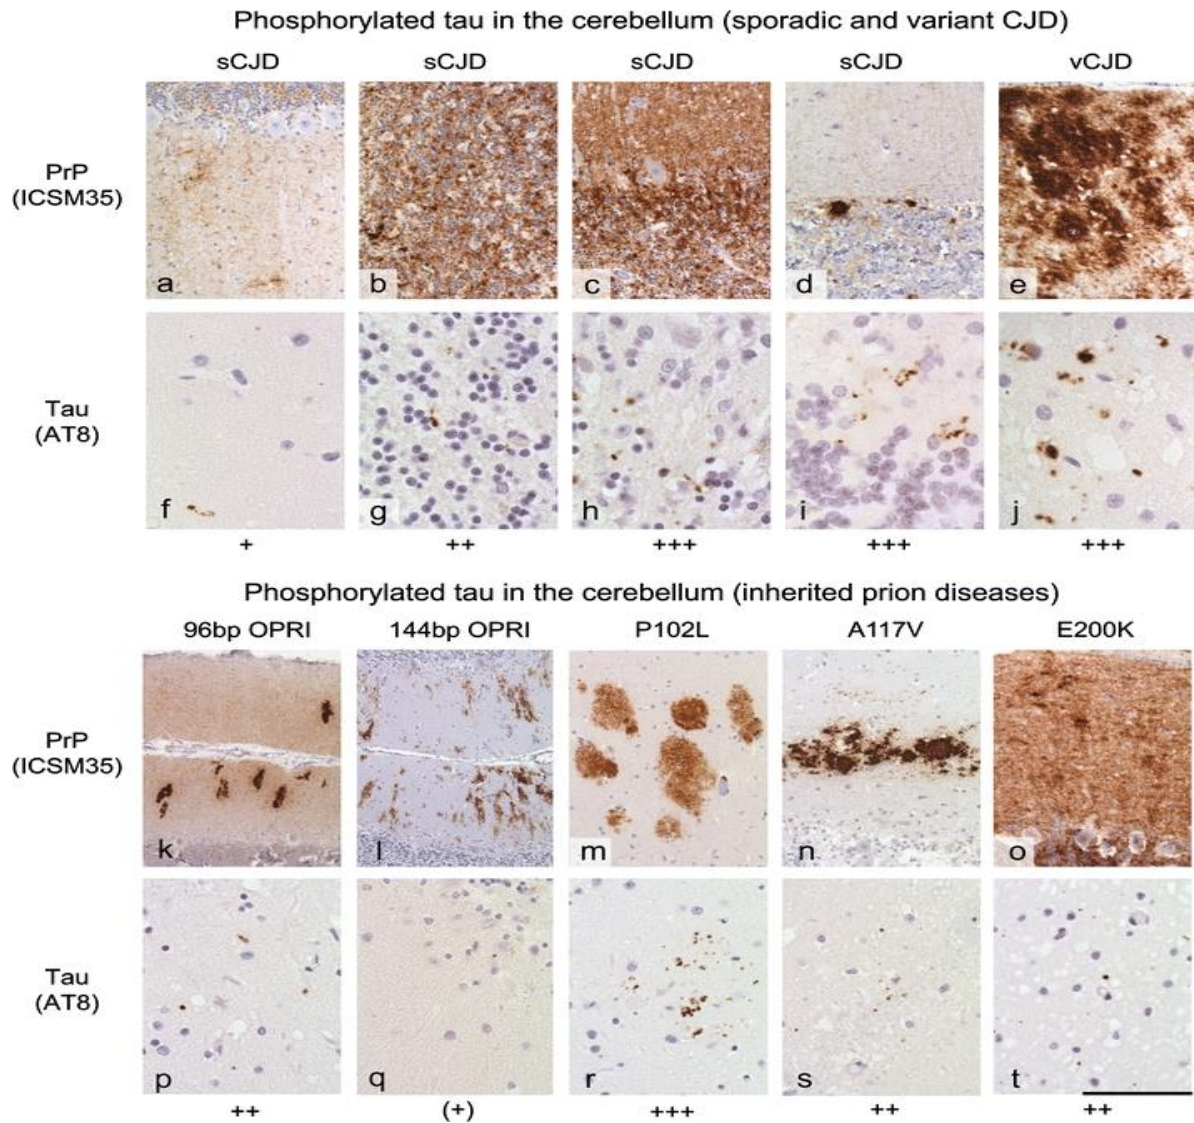 Phosphorylated tau in the cerebellum (sporadic and variant CJD)
sCJD sCJD sCJD sCJD vCJD
PrP
(ICSM35)
a b c d e
Tau
(AT8)
f g h i j
+ ++ +++ +++ +++
Phosphorylated tau in the cerebellum (inherited prion diseases)
96bp OPRI 144bp OPRI P102L A117V E200K
PrP
(ICSM35)
k l m n o
Tau
(AT8)
p q r s t
++ (+) +++ ++ ++